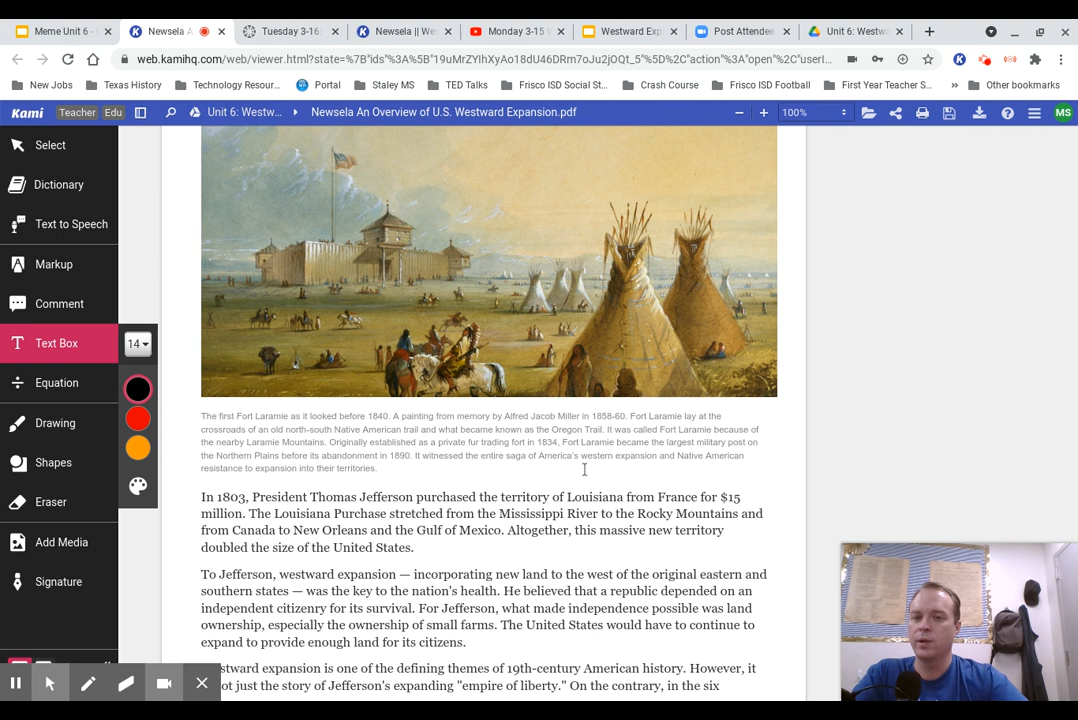 Meme Unit 6 -
Newsela A
Tuesday 3-16
Newsela || We
Monday 3-15
Westward Exp
Post Attendee
Unit 6: Westw
web.kamihq.com/web/viewer.html?state=%7B"ids"%3A%5B"19uMrZYIhXyAo18dU46DRm7oJu2jOQt_5"%5D%2C"action"%3A"open"%2C"userI...
New Jobs
Texas History
Technology Resour...
Portal
Staley MS
TED Talks
Frisco ISD Social St...
Crash Course
Frisco ISD Football
First Year Teacher S...
»
Other bookmarks
Kami
Teacher
Edu
Unit 6: Westw...
Newsela An Overview of U.S. Westward Expansion.pdf
100%
MS
Select
Dictionary
Text to Speech
Markup
Comment
Text Box
Equation
Drawing
Shapes
Eraser
Add Media
Signature
14
The first Fort Laramie as it looked before 1840. A painting from memory by Alfred Jacob Miller in 1858-60. Fort Laramie lay at the
crossroads of an old north-south Native American trail and what became known as the Oregon Trail. It was called Fort Laramie because of
the nearby Laramie Mountains. Originally established as a private fur trading fort in 1834, Fort Laramie became the largest military post on
the Northern Plains before its abandonment in 1890. It witnessed the entire saga of America's western expansion and Native American
resistance to expansion into their territories.
In 1803, President Thomas Jefferson purchased the territory of Louisiana from France for $15
million. The Louisiana Purchase stretched from the Mississippi River to the Rocky Mountains and
from Canada to New Orleans and the Gulf of Mexico. Altogether, this massive new territory
doubled the size of the United States.
To Jefferson, westward expansion — incorporating new land to the west of the original eastern and
southern states — was the key to the nation's health. He believed that a republic depended on an
independent citizenry for its survival. For Jefferson, what made independence possible was land
ownership, especially the ownership of small farms. The United States would have to continue to
expand to provide enough land for its citizens.
stward expansion is one of the defining themes of 19th-century American history. However, it
ot just the story of Jefferson's expanding "empire of liberty." On the contrary, in the six